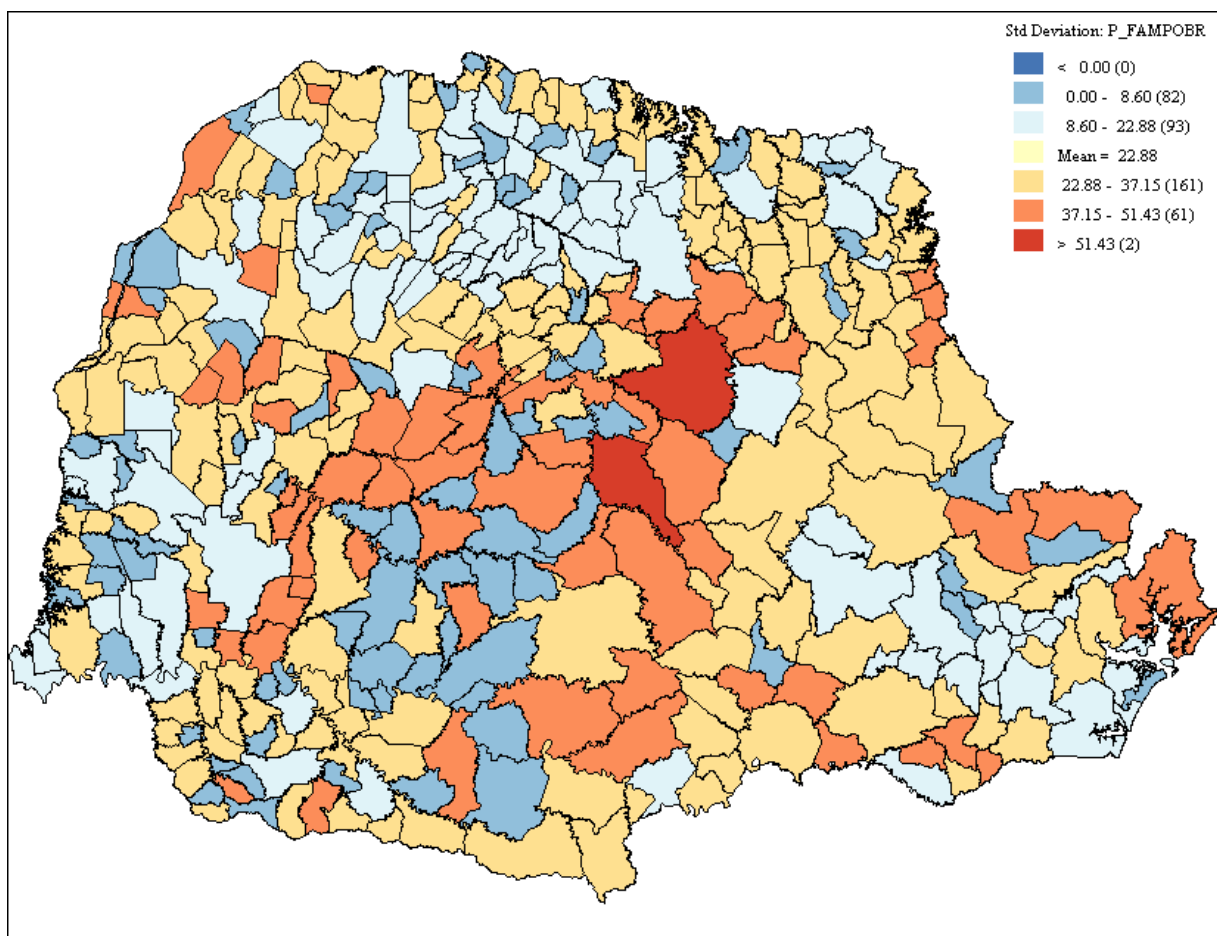 Std Deviation: P_FAMPOBR
< 0.00 (0)
0.00 - 8.60 (82)
8.60 - 22.88 (93)
Mean = 22.88
22.88 - 37.15 (161)
37.15 - 51.43 (61)
> 51.43 (2)